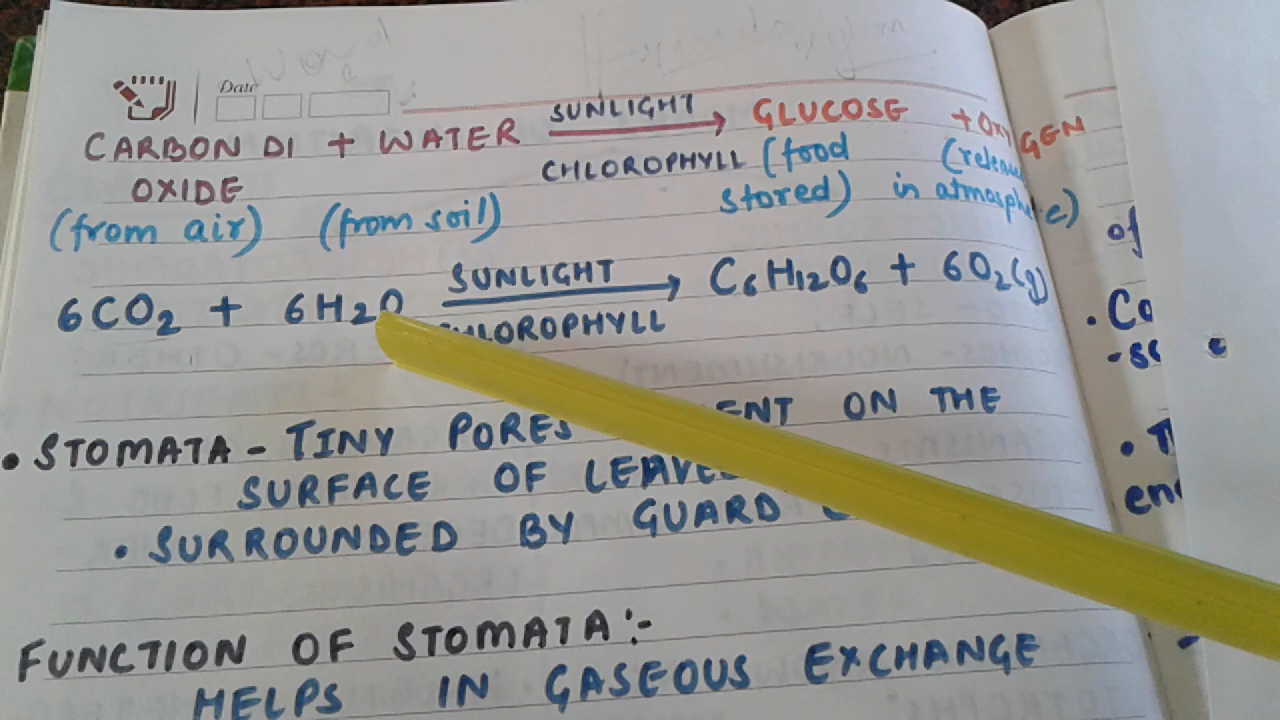 Date
CARBON DI + WATER SUNLIGHT GLUCOSE + OXYGEN
OXIDE CHLOROPHYLL (food
(from air) (from soil) stored) in atmosphere)
6CO2 + 6H2O SUNLIGHT C6H12O6 + 6O2(g)
CHLOROPHYLL
• STOMATA - TINY PORES ON THE
SURFACE OF LEAVES
• SURROUNDED BY GUARD
FUNCTION OF STOMATA :-
HELPS IN GASEOUS EXCHANGE
of